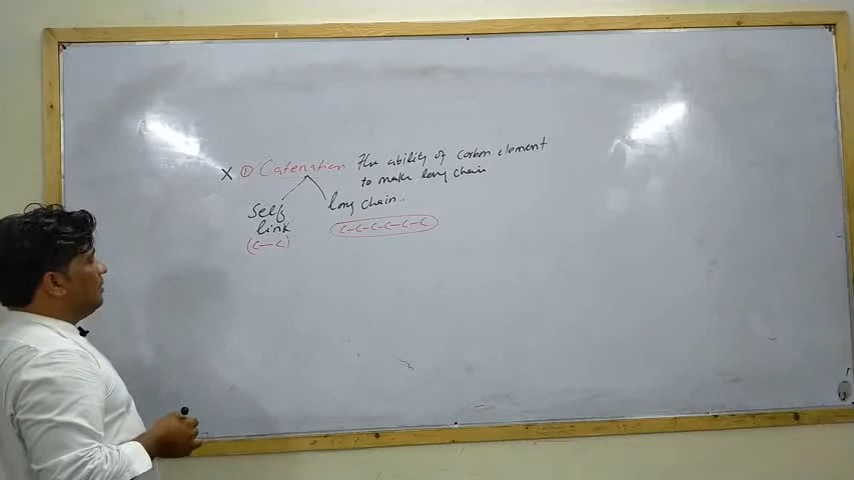 X ① Catenation The ability of carbon element
to make long chain
Self
link
(C-C)
long chain..
C-C-C-C-C-C